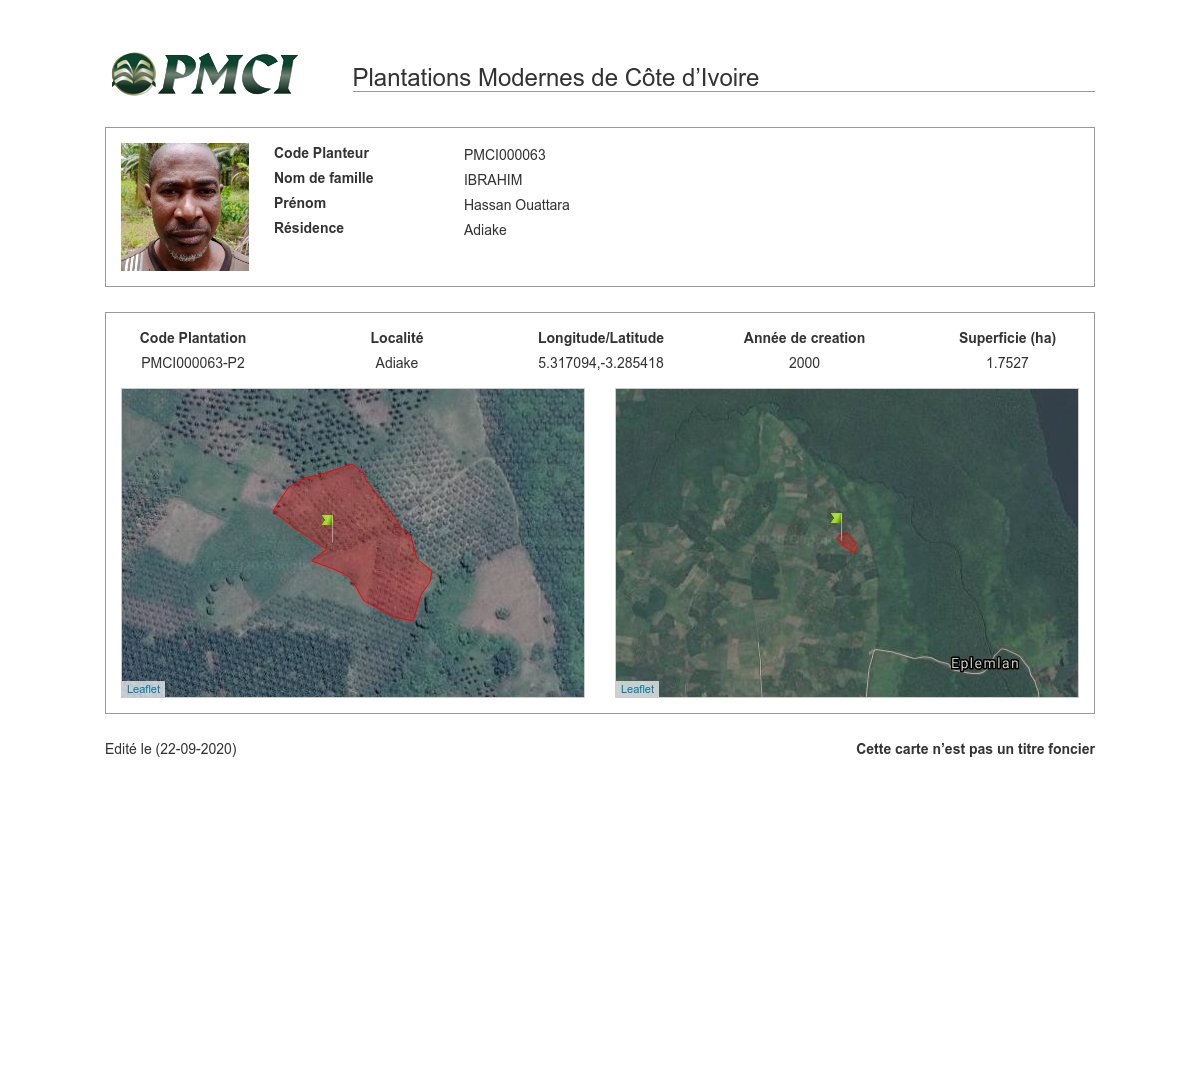 PMCI
Plantations Modernes de Côte d’Ivoire
Code Planteur PMCI000063
Nom de famille IBRAHIM
Prénom Hassan Ouattara
Résidence Adiake
Code Plantation Localité Longitude/Latitude Année de creation Superficie (ha)
PMCI000063-P2 Adiake 5.317094,-3.285418 2000 1.7527
Eplemlan
Leaflet Leaflet
Edité le (22-09-2020) Cette carte n’est pas un titre foncier